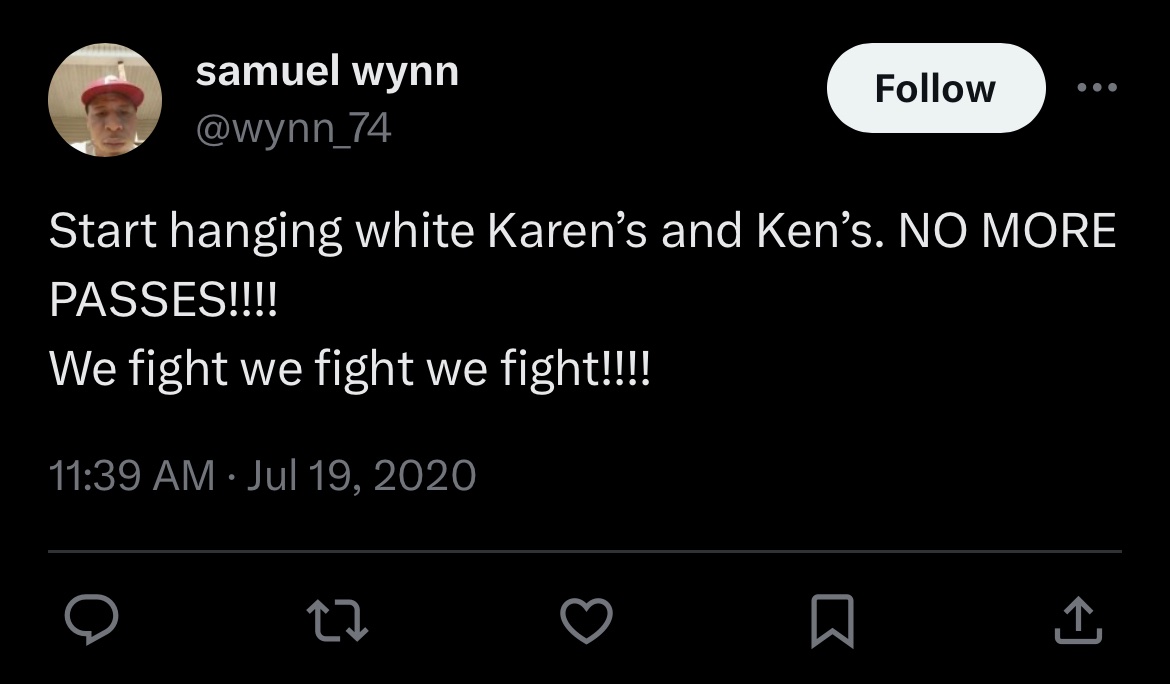 samuel wynn
@wynn_74
Follow
Start hanging white Karen’s and Ken’s. NO MORE
PASSES!!!!
We fight we fight we fight!!!!
11:39 AM · Jul 19, 2020